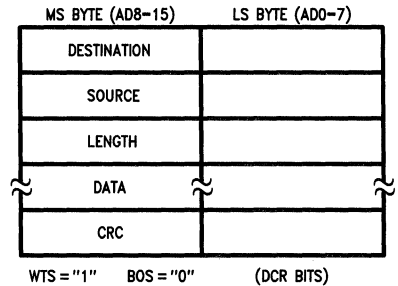 MS BYTE (AD8-15) LS BYTE (AD0-7)
DESTINATION
SOURCE
LENGTH
DATA
CRC
WTS = "1" BOS = "0" (DCR BITS)